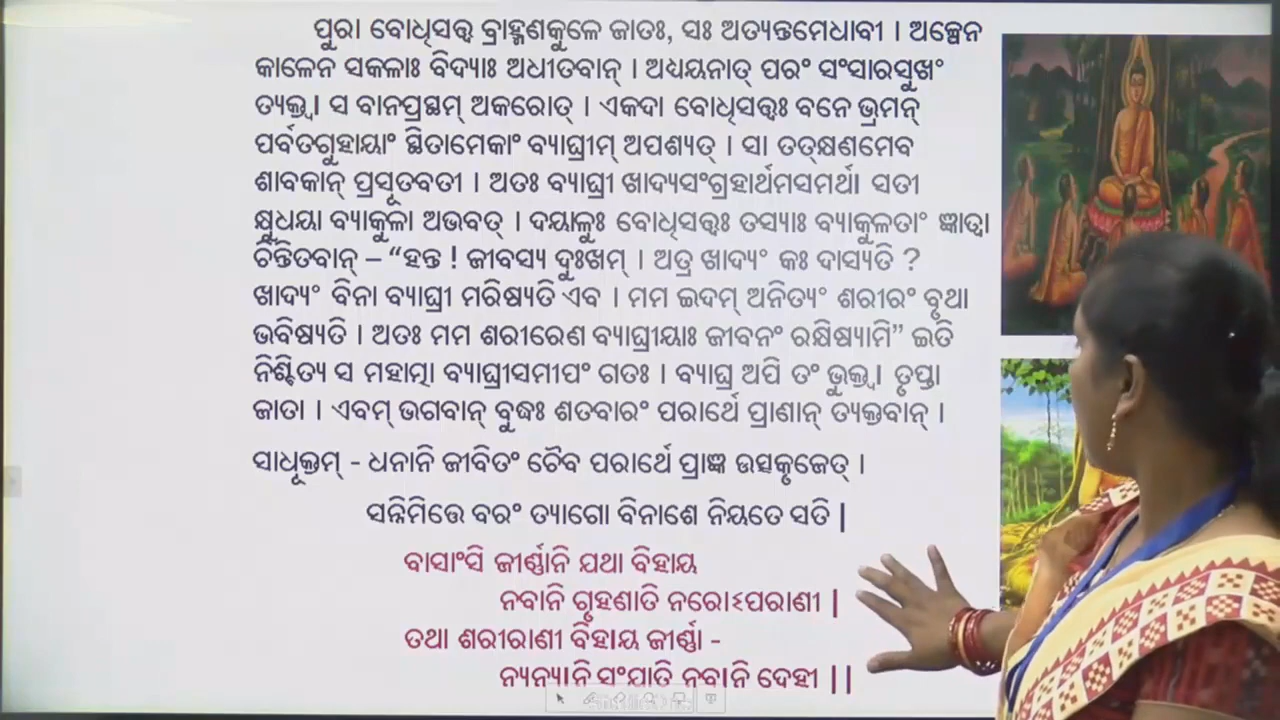 ପୁରା ବୋଧିସତ୍ତ୍ୱ ବ୍ରାହ୍ମଣକୁଳେ ଜାତଃ, ସଃ ଅତ୍ୟନ୍ତମେଧାବୀ । ଅଳ୍ପେନ
କାଳେନ ସକଳାଃ ବିଦ୍ୟାଃ ଅଧୀତବାନ୍ । ଅଧ୍ୟୟନାତ୍ ପରଂ ସଂସାରସୁଖଂ
ତ୍ୟକ୍ତ୍ୱା ସ ବାନପ୍ରସ୍ଥମ୍ ଅକରୋତ୍ । ଏକଦା ବୋଧିସତ୍ତ୍ୱଃ ବନେ ଭ୍ରମନ୍
ପର୍ବତଗୁହାୟାଂ ସ୍ଥିତାମେକାଂ ବ୍ୟାଘ୍ରୀମ୍ ଅପଶ୍ୟତ୍ । ସା ତତ୍‌କ୍ଷଣମେବ
ଶାବକାନ୍ ପ୍ରସୂତବତୀ । ଅତଃ ବ୍ୟାଘ୍ରୀ ଖାଦ୍ୟସଂଗ୍ରହାର୍ଥମସମର୍ଥା ସତୀ
କ୍ଷୁଧୟା ବ୍ୟାକୁଳା ଅଭବତ୍ । ଦୟାଳୁଃ ବୋଧିସତ୍ତ୍ୱଃ ତସ୍ୟାଃ ବ୍ୟାକୁଳତାଂ ଜ୍ଞାତ୍ୱା
ଚିନ୍ତିତବାନ୍ – “ହନ୍ତ ! ଜୀବସ୍ୟ ଦୁଃଖମ୍ । ଅତ୍ର ଖାଦ୍ୟଂ କଃ ଦାସ୍ୟତି ?
ଖାଦ୍ୟଂ ବିନା ବ୍ୟାଘ୍ରୀ ମରିଷ୍ୟତି ଏବ । ମମ ଇଦମ୍ ଅନିତ୍ୟଂ ଶରୀରଂ ବୃଥା
ଭବିଷ୍ୟତି । ଅତଃ ମମ ଶରୀରେଣ ବ୍ୟାଘ୍ରୀୟାଃ ଜୀବନଂ ରକ୍ଷିଷ୍ୟାମି” ଇତି
ନିଶ୍ଚିତ୍ୟ ସ ମହାତ୍ମା ବ୍ୟାଘ୍ରୀସମୀପଂ ଗତଃ । ବ୍ୟାଘ୍ର ଅପି ତଂ ଭୁକ୍ତ୍ୱା ତୃପ୍ତା
ଜାତା । ଏବମ୍ ଭଗବାନ୍ ବୁଦ୍ଧଃ ଶତବାରଂ ପରାର୍ଥେ ପ୍ରାଣାନ୍ ତ୍ୟକ୍ତବାନ୍ ।
ସାଧୂକ୍ତମ୍ - ଧନାନି ଜୀବିତଂ ଚୈବ ପରାର୍ଥେ ପ୍ରାଜ୍ଞ ଉତ୍ସୃଜେତ୍ ।
ସନ୍ନିମିତ୍ତେ ବରଂ ତ୍ୟାଗୋ ବିନାଶେ ନିୟତେ ସତି |
ବାସାଂସି ଜୀର୍ଣ୍ଣାନି ଯଥା ବିହାୟ
ନବାନି ଗୃହଣାତି ନରୋଽପରାଣୀ |
ତଥା ଶରୀରାଣୀ ବିହାୟ ଜୀର୍ଣ୍ଣା -
ନ୍ୟନ୍ୟାନି ସଂଯାତି ନବାନି ଦେହୀ ||